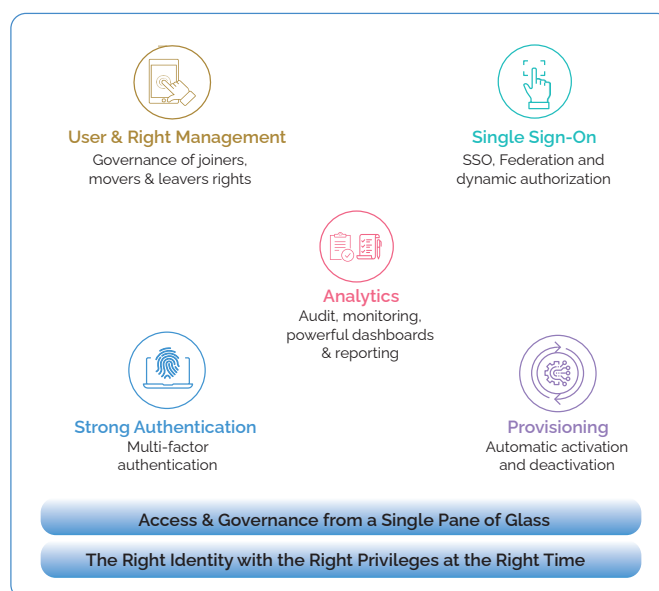 User & Right Management
Governance of joiners,
movers & leavers rights
Single Sign-On
SSO, Federation and
dynamic authorization
Analytics
Audit, monitoring,
powerful dashboards
& reporting
Strong Authentication
Multi-factor
authentication
Provisioning
Automatic activation
and deactivation
Access & Governance from a Single Pane of Glass
The Right Identity with the Right Privileges at the Right Time